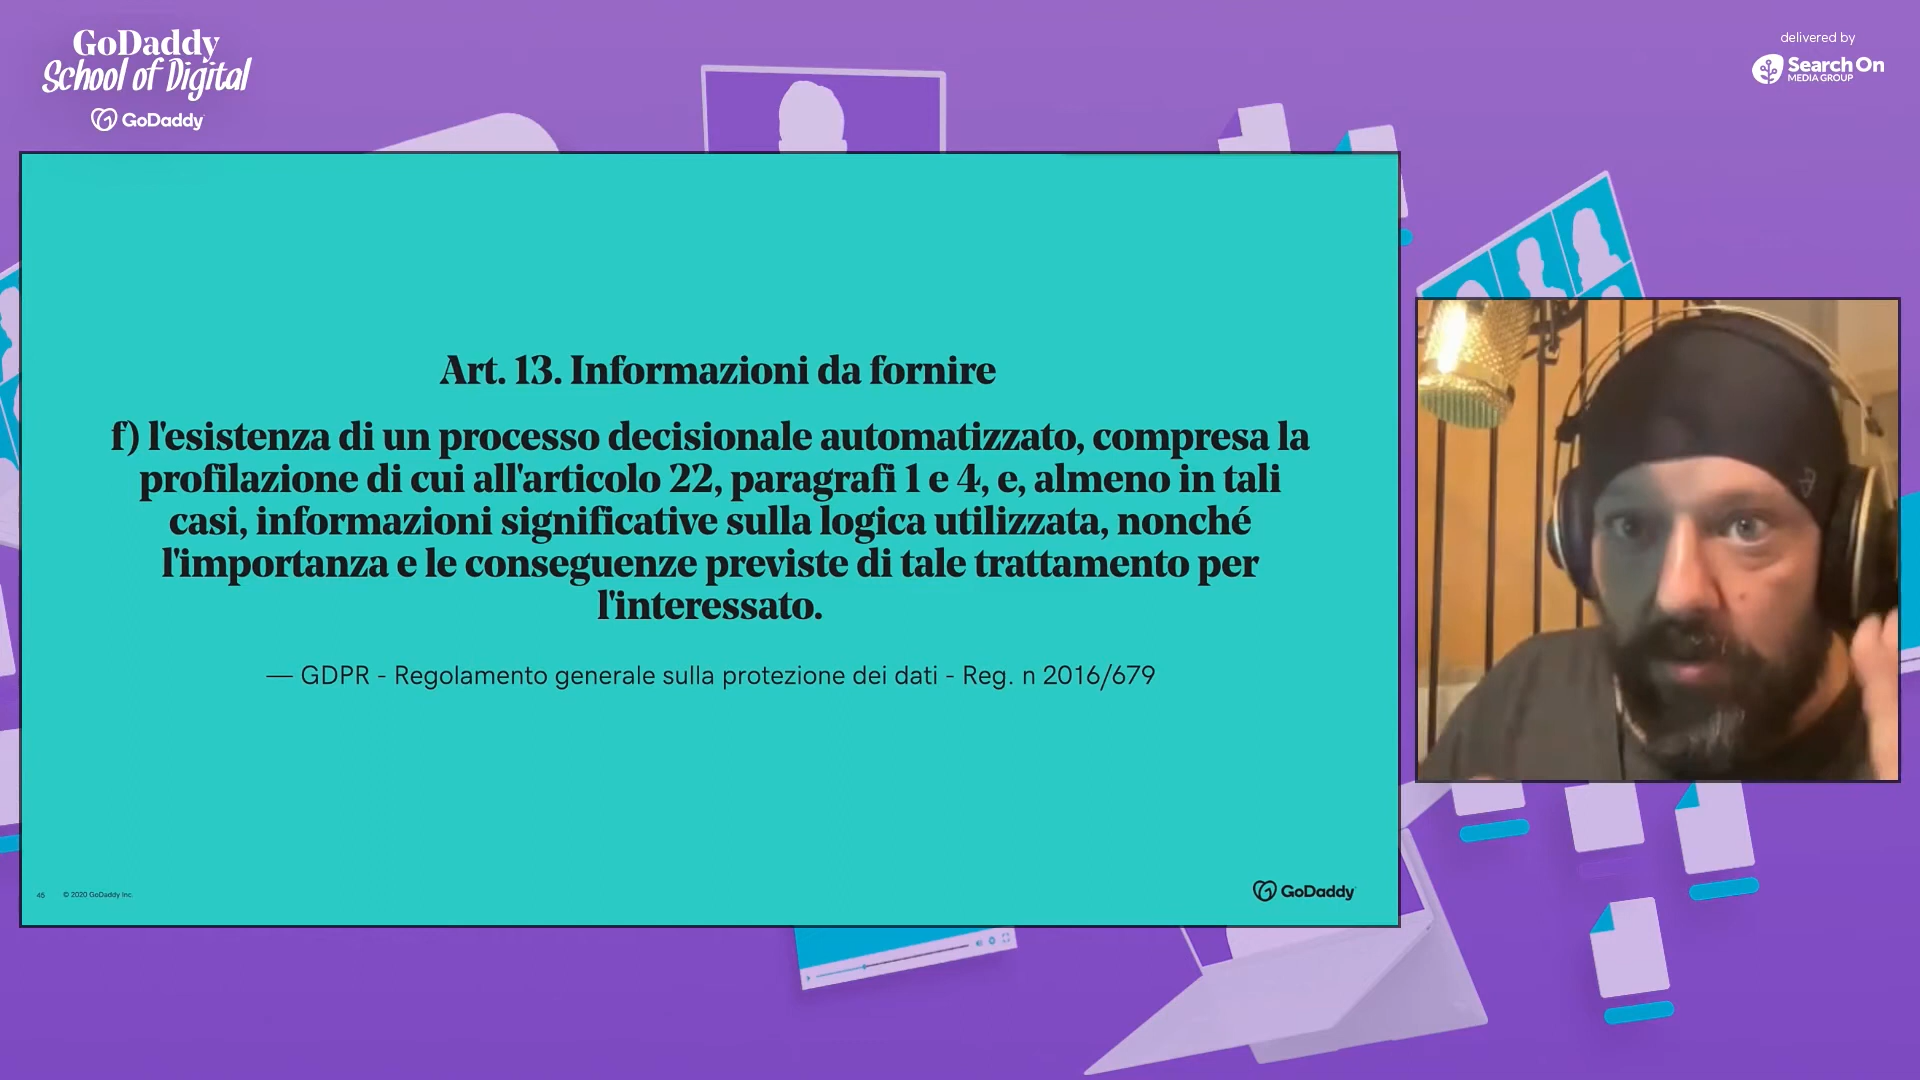 GoDaddy
School of Digital
GoDaddy
delivered by
Search On
MEDIA GROUP
Art. 13. Informazioni da fornire
f) l'esistenza di un processo decisionale automatizzato, compresa la
profilazione di cui all'articolo 22, paragrafi 1 e 4, e, almeno in tali
casi, informazioni significative sulla logica utilizzata, nonché
l'importanza e le conseguenze previste di tale trattamento per
l'interessato.
— GDPR - Regolamento generale sulla protezione dei dati - Reg. n 2016/679
45 © 2020 GoDaddy Inc.
GoDaddy